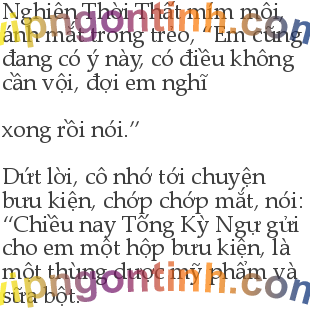 Nghiên Thời Thất mím môi,
ánh mắt trong trẻo, “Em cũng
đang có ý này, có điều không
cần vội, đợi em nghĩ
xong rồi nói.”
Dứt lời, cô nhớ tới chuyện
bưu kiện, chớp chớp mắt, nói:
“Chiều nay Tống Kỳ Ngự gửi
cho em một hộp bưu kiện, là
một thùng dược mỹ phẩm và
sữa bột.
vipngontinh.com
vipngontinh.com